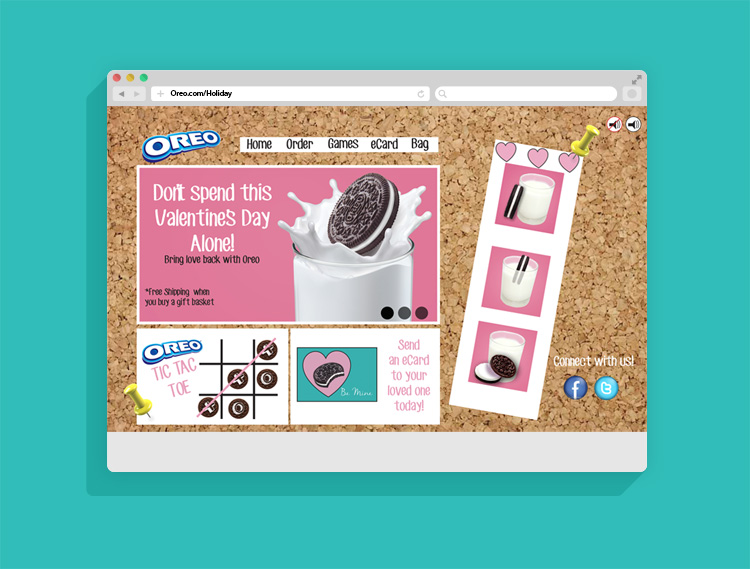 Oreo.com/Holiday
OREO
Home Order Games eCard Bag
Don't spend this
Valentine's Day
Alone!
Bring love back with Oreo
*Free Shipping when
you buy a gift basket
OREO
TIC TAC
TOE
Be Mine
Send
an eCard
to your
loved one
today!
Connect with us!